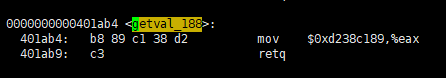 0000000000401ab4 <getval_188>:
401ab4: b8 89 c1 38 d2 mov $0xd238c189,%eax
401ab9: c3 retq